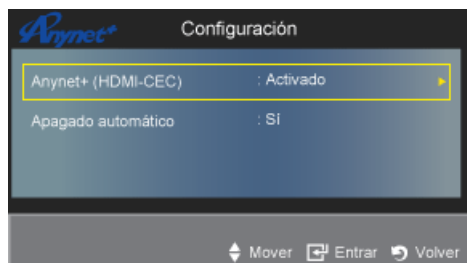 Anynet+ Configuración
Anynet+ (HDMI-CEC) : Activado
Apagado automático : Sí
Mover Entrar Volver